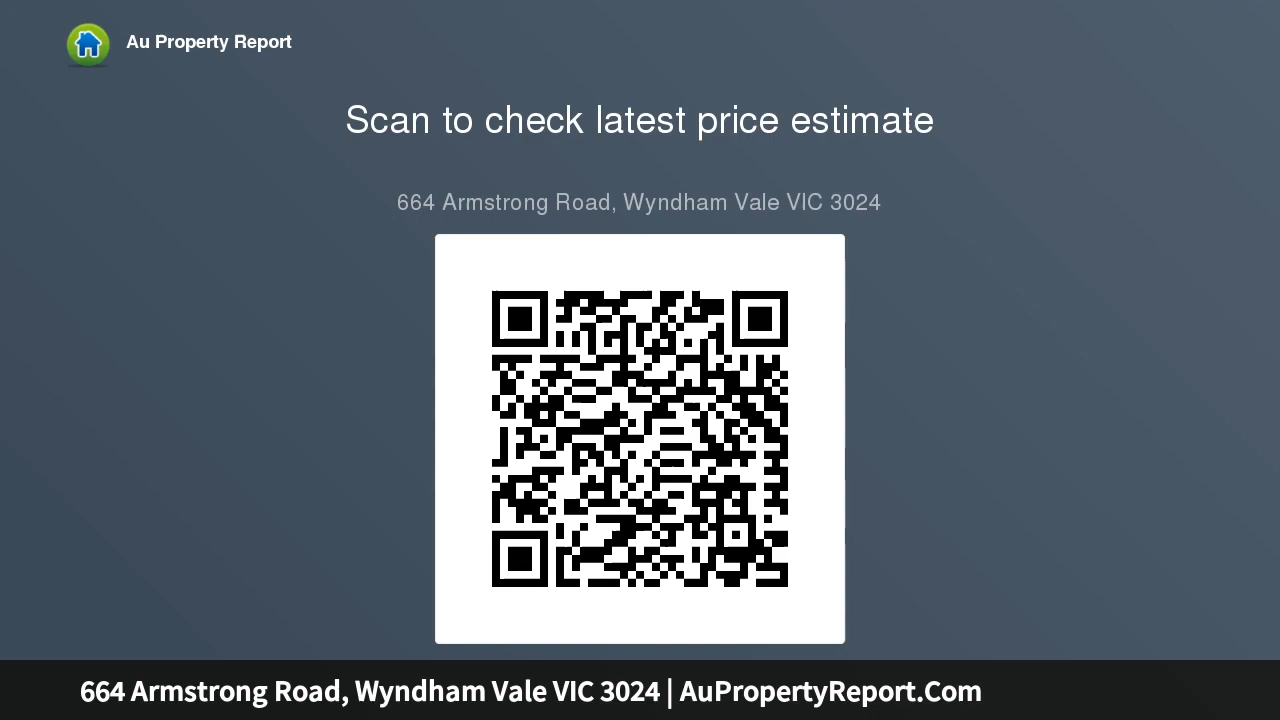 Au Property Report
Scan to check latest price estimate
664 Armstrong Road, Wyndham Vale VIC 3024
664 Armstrong Road, Wyndham Vale VIC 3024 | AuPropertyReport.Com